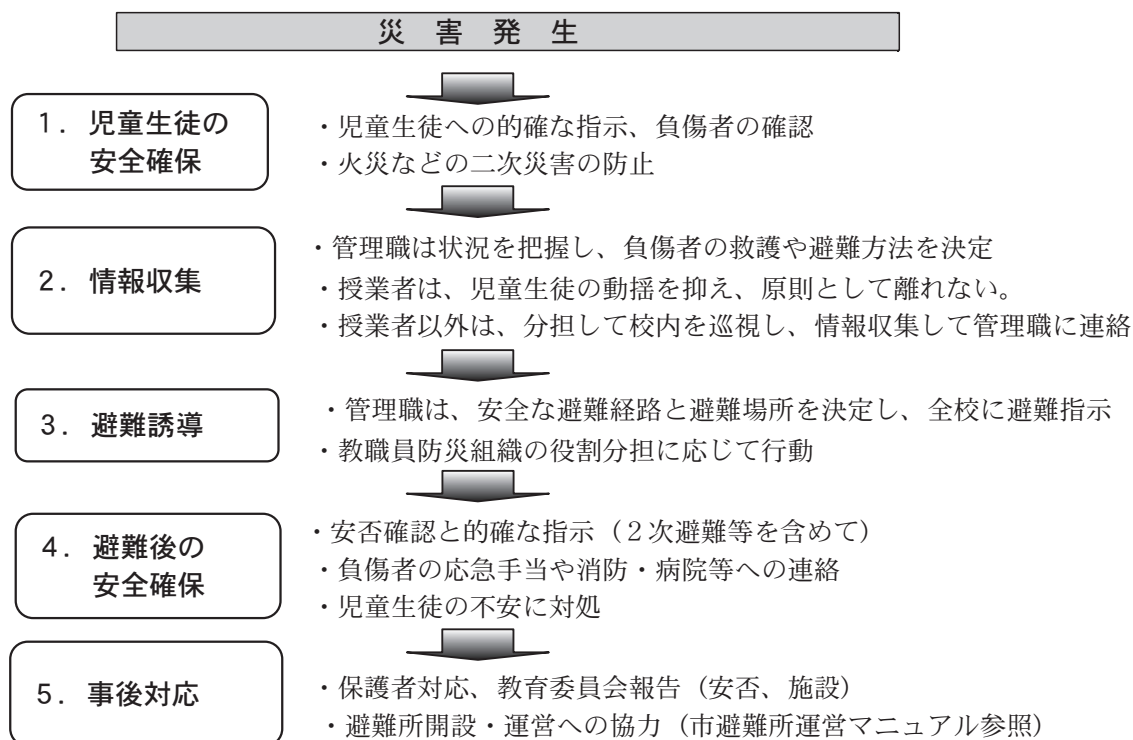 災 害 発 生
1．児童生徒の
安全確保
・児童生徒への的確な指示、負傷者の確認
・火災などの二次災害の防止
2．情報収集
・管理職は状況を把握し、負傷者の救護や避難方法を決定
・授業者は、児童生徒の動揺を抑え、原則として離れない。
・授業者以外は、分担して校内を巡視し、情報収集して管理職に連絡
3．避難誘導
・管理職は、安全な避難経路と避難場所を決定し、全校に避難指示
・教職員防災組織の役割分担に応じて行動
4．避難後の
安全確保
・安否確認と的確な指示（２次避難等を含めて）
・負傷者の応急手当や消防・病院等への連絡
・児童生徒の不安に対処
5．事後対応
・保護者対応、教育委員会報告（安否、施設）
・避難所開設・運営への協力（市避難所運営マニュアル参照）